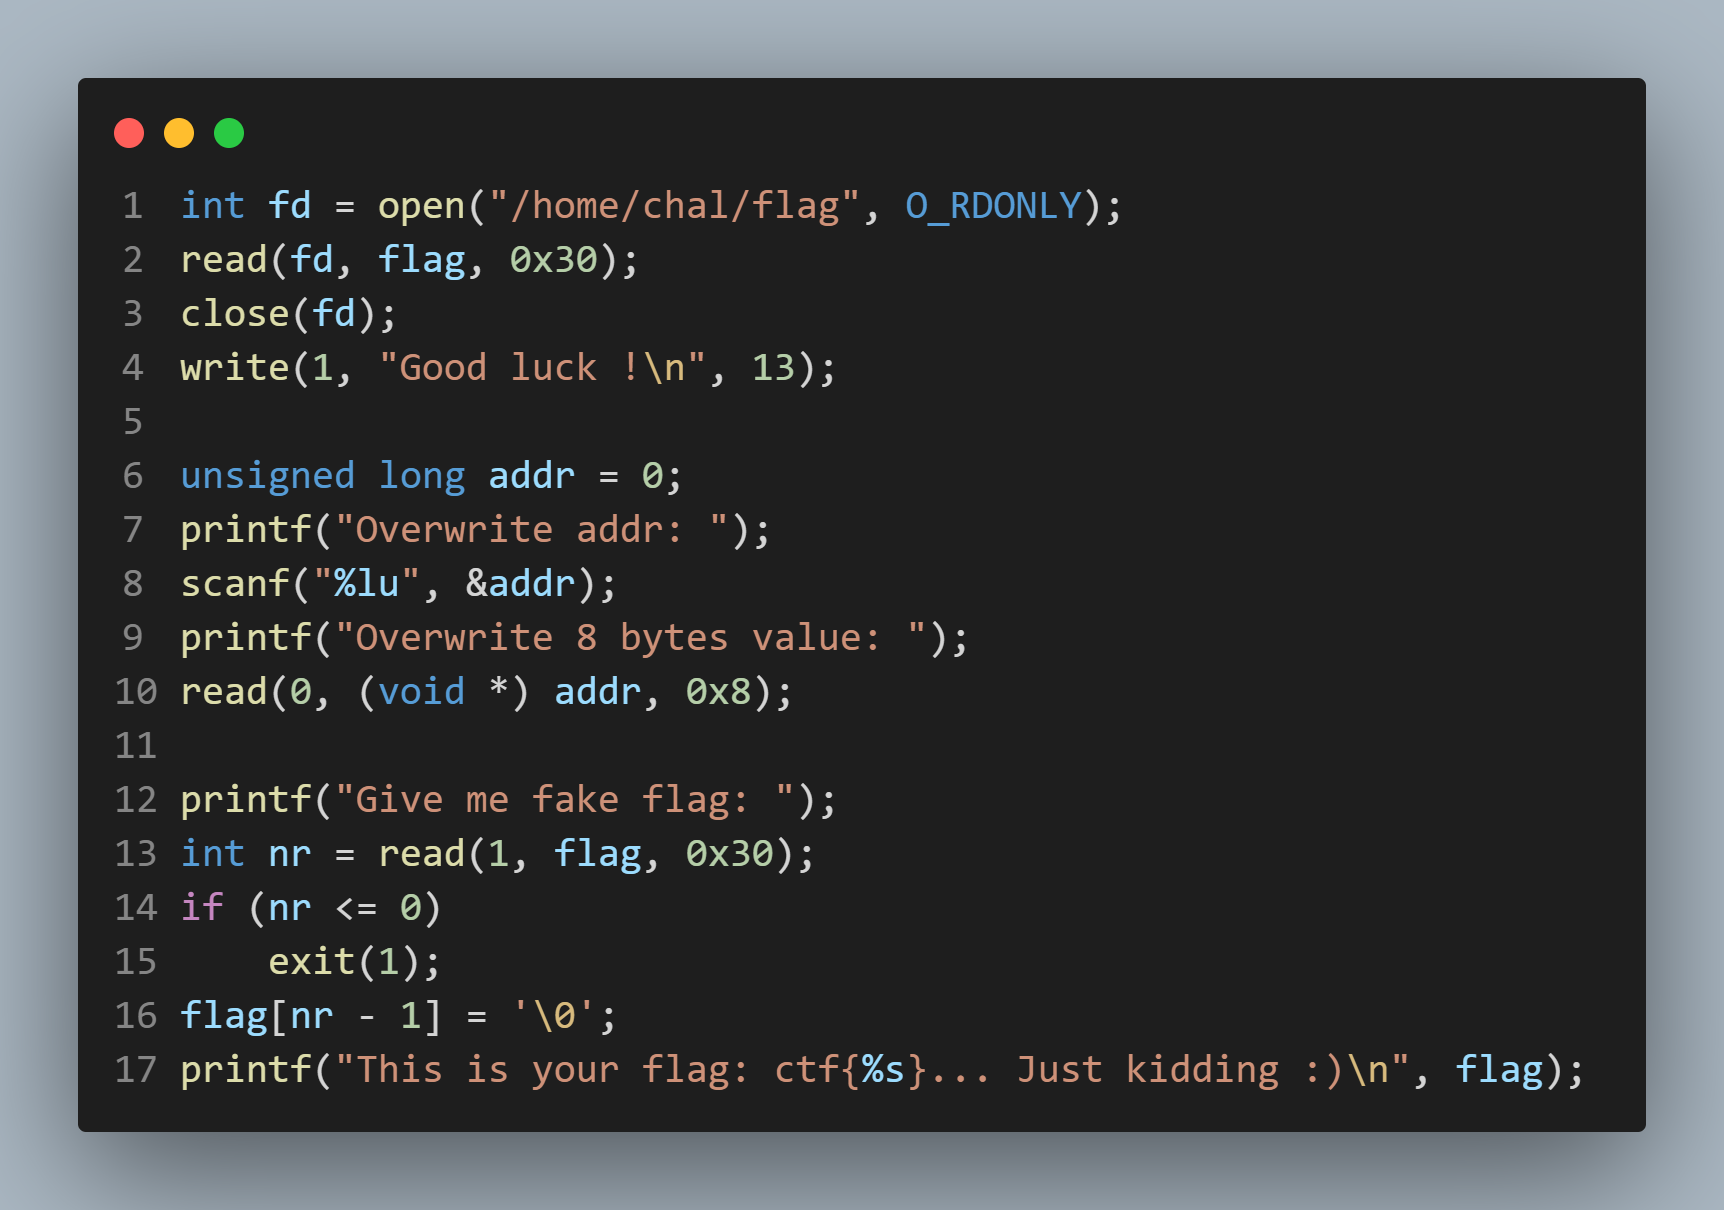 1 int fd = open("/home/chal/flag", O_RDONLY);
2 read(fd, flag, 0x30);
3 close(fd);
4 write(1, "Good luck !\n", 13);
5
6 unsigned long addr = 0;
7 printf("Overwrite addr: ");
8 scanf("%lu", &addr);
9 printf("Overwrite 8 bytes value: ");
10 read(0, (void *) addr, 0x8);
11
12 printf("Give me fake flag: ");
13 int nr = read(1, flag, 0x30);
14 if (nr <= 0)
15     exit(1);
16 flag[nr - 1] = '\0';
17 printf("This is your flag: ctf{%s}... Just kidding :)\n", flag);